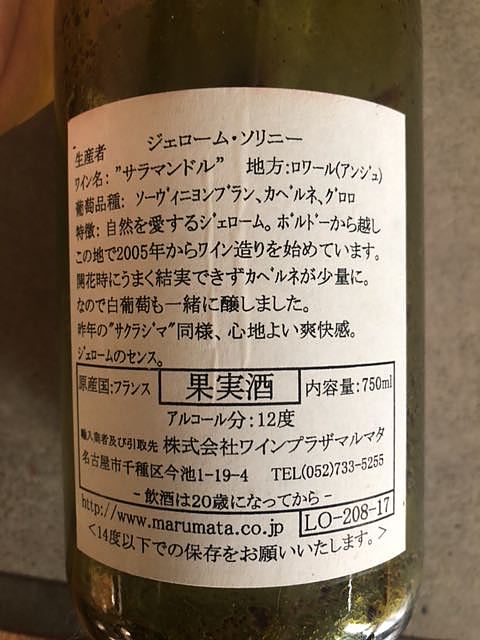 生産者 ジェローム・ソリニー
ワイン名: "サラマンドル" 地方:ロワール(アンジュ)
葡萄品種: ソーヴィニヨンブラン、カベルネ、グロロ
特徴: 自然を愛するジェローム。ボルドーから越し
この地で2005年からワイン造りを始めています。
開花時にうまく結実できずカベルネが少量に。
なので白葡萄も一緒に醸しました。
昨年の"サクラジマ"同様、心地よい爽快感。
ジェロームのセンス。
原産国:フランス 果実酒 内容量:750ml
アルコール分:12度
輸入業者及び引取先 株式会社ワインプラザマルマタ
名古屋市千種区今池1-19-4 TEL(052)733-5255
- 飲酒は20歳になってから -
http://www.marumata.co.jp LO-208-17
<14度以下での保存をお願いいたします。>